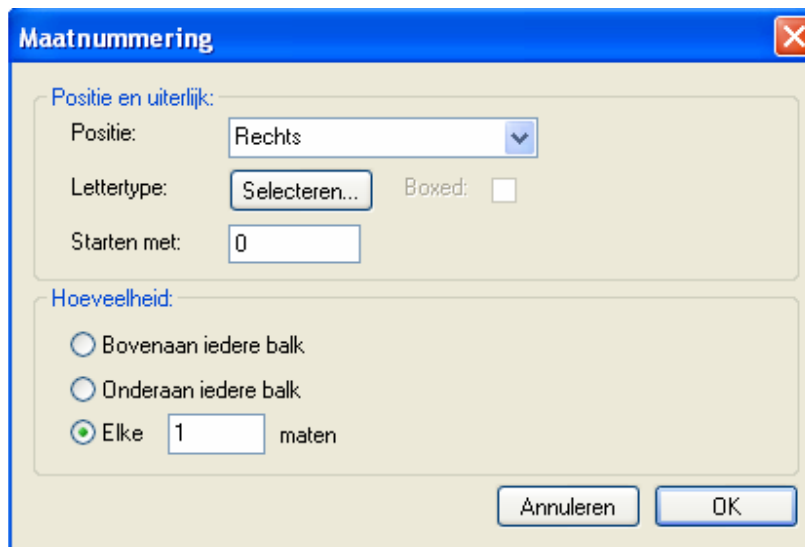 Maatnummering
Positie en uiterlijk:
Positie: Rechts
Lettertype: Selecteren... Boxed:
Starten met: 0
Hoeveelheid:
Bovenaan iedere balk
Onderaan iedere balk
Elke 1 maten
Annuleren OK